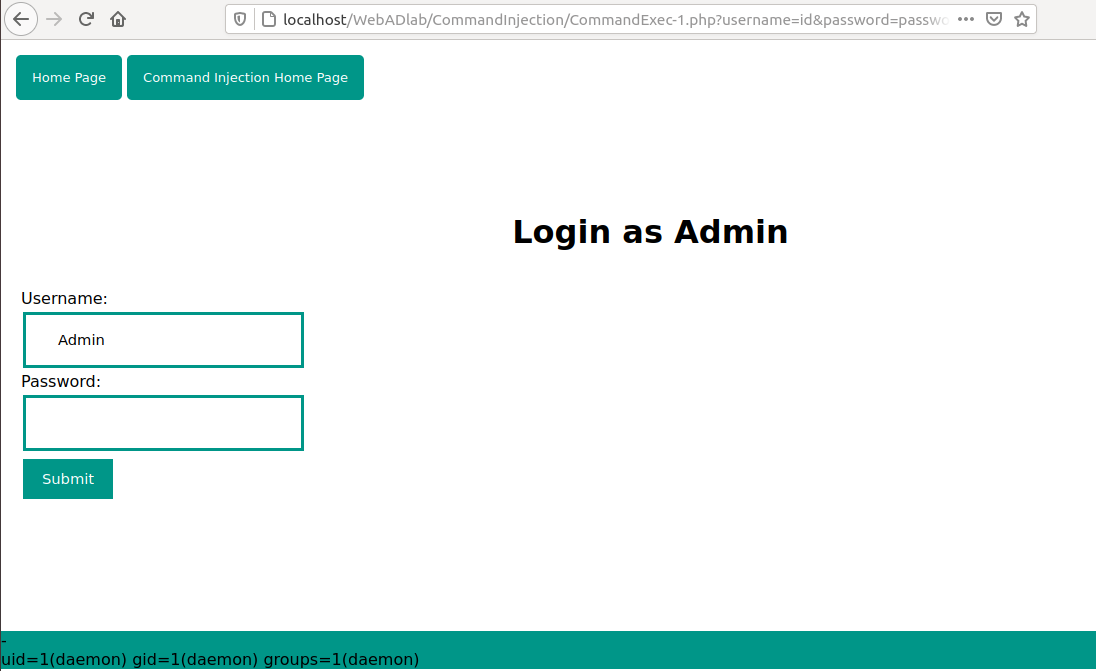 localhost/WebADlab/CommandInjection/CommandExec-1.php?username=id&password=passwo
Home Page Command Injection Home Page
Login as Admin
Username:
Admin
Password:
Submit
-
uid=1(daemon) gid=1(daemon) groups=1(daemon)